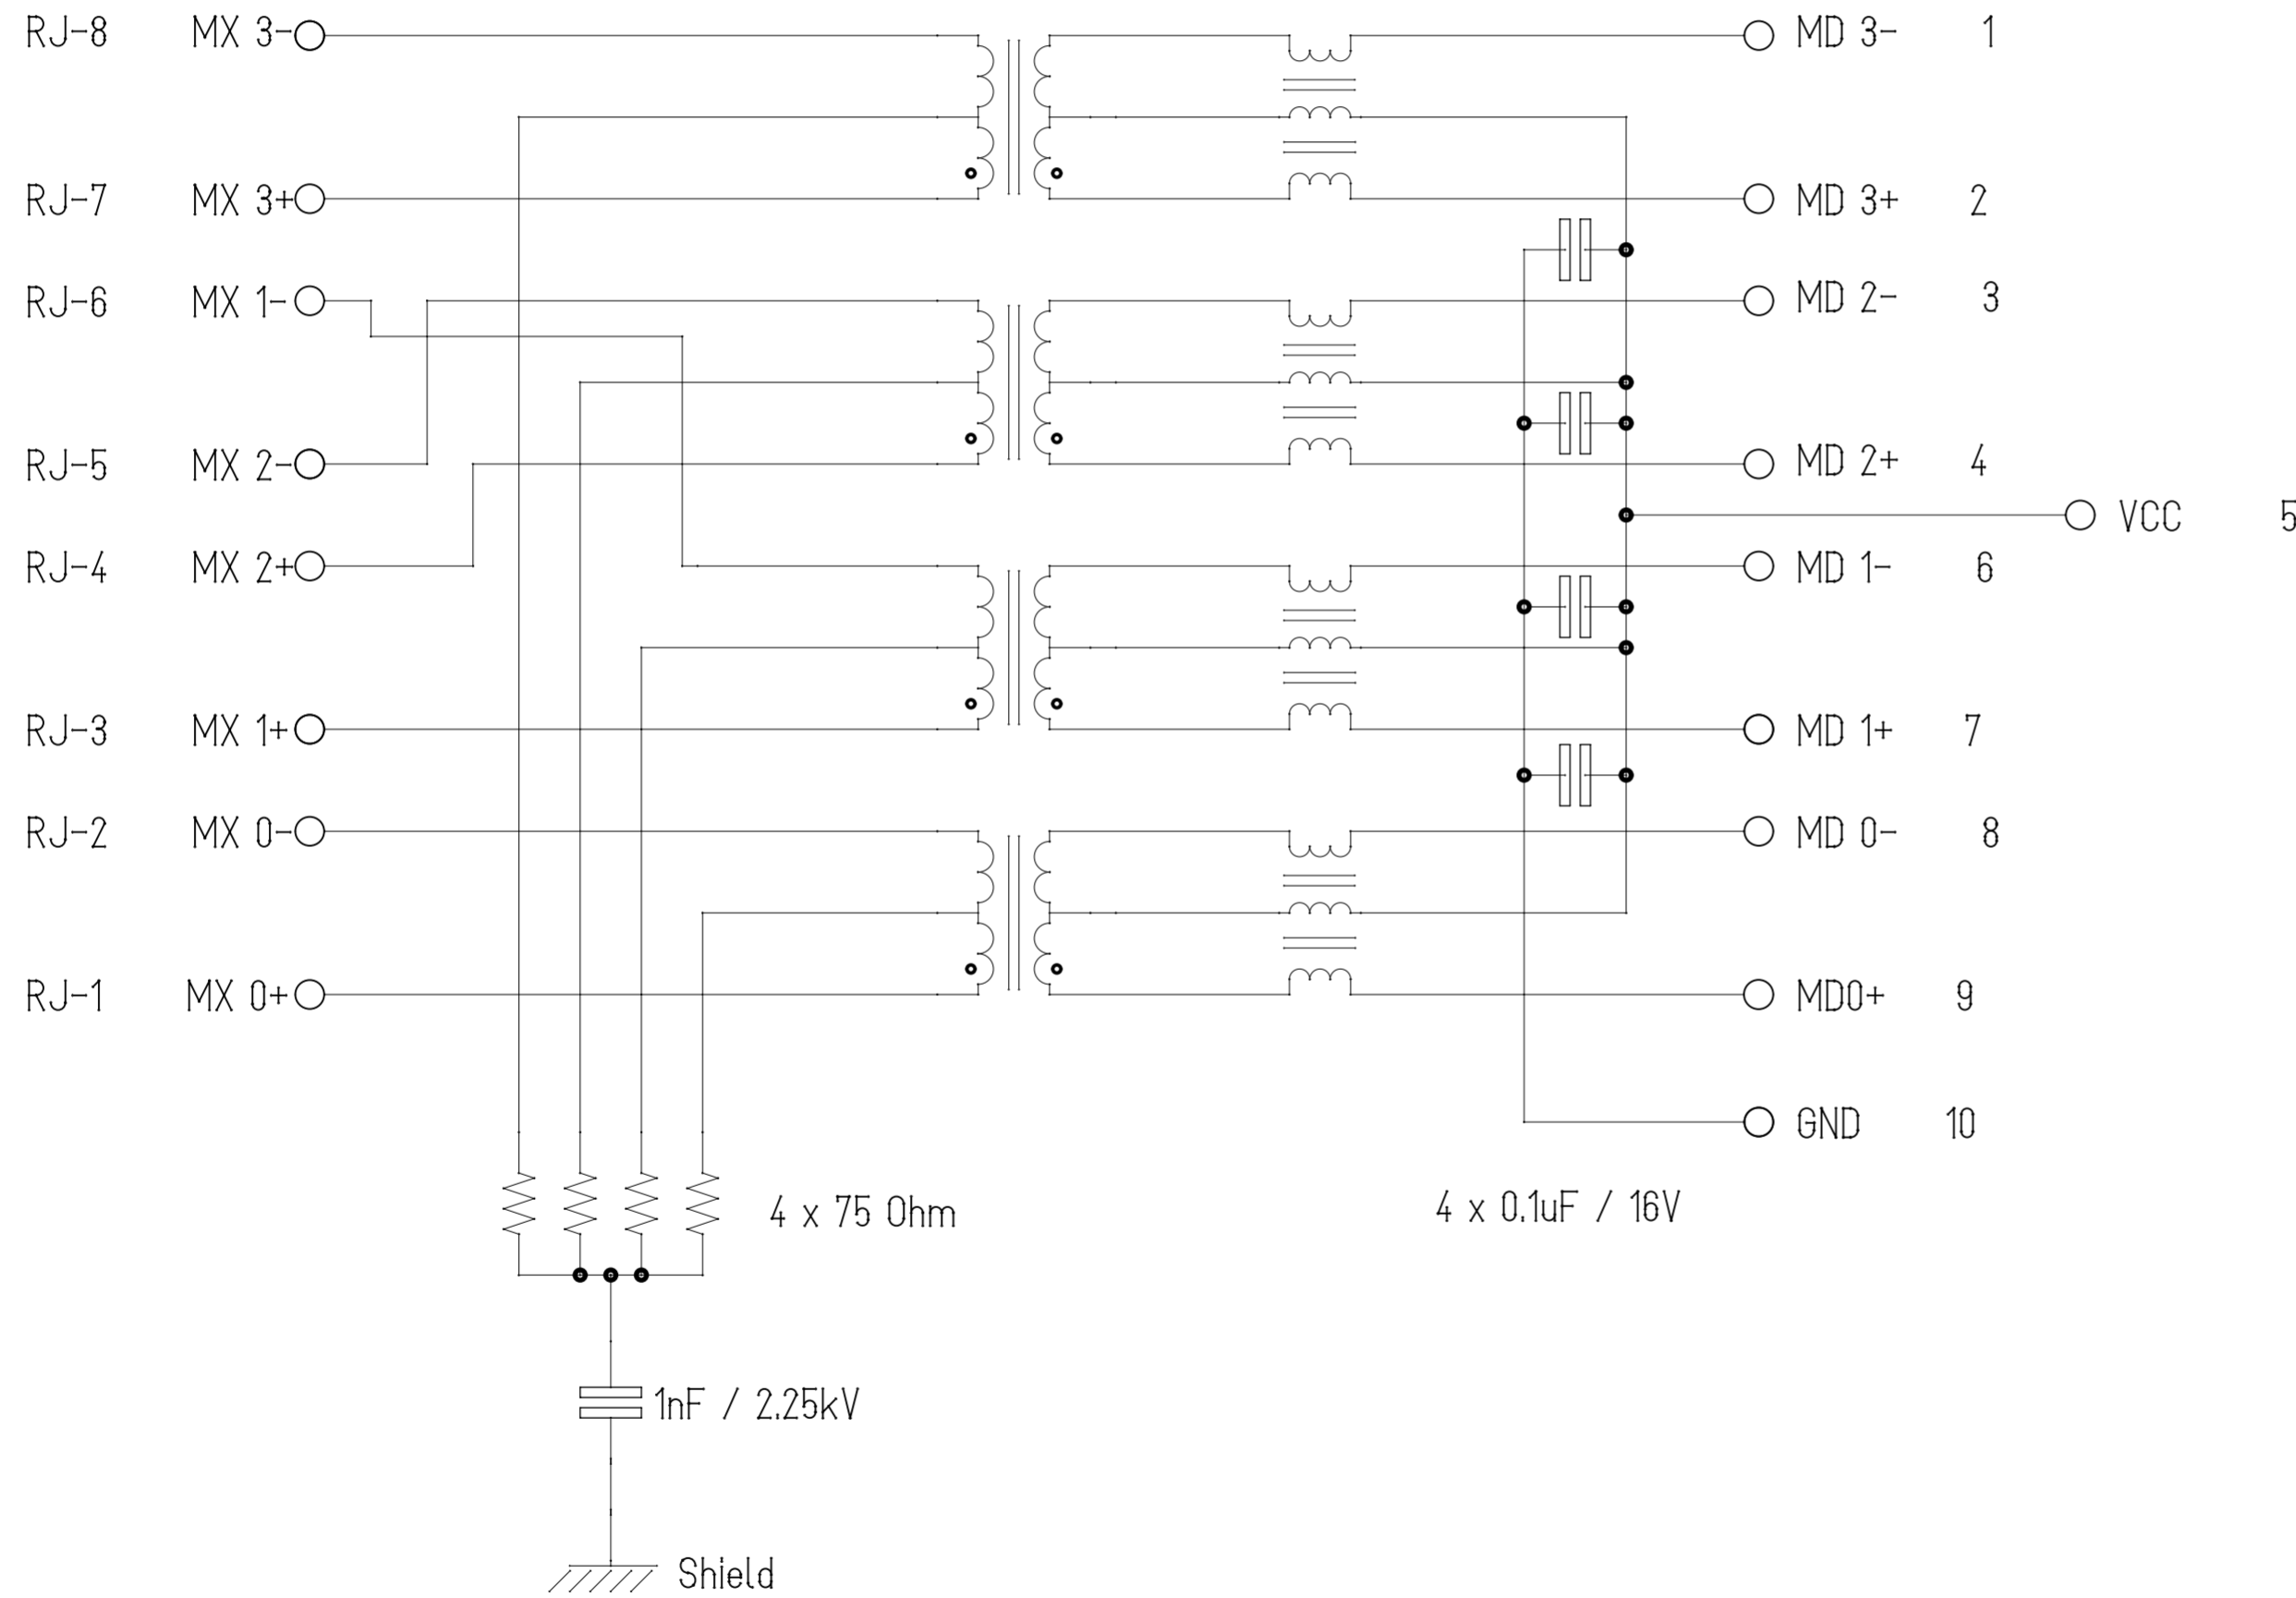 RJ-8 MX 3- MD 3- 1
RJ-7 MX 3+ MD 3+ 2
RJ-6 MX 1- MD 2- 3
RJ-5 MX 2- MD 2+ 4
VCC 5
RJ-4 MX 2+ MD 1- 6
RJ-3 MX 1+ MD 1+ 7
RJ-2 MX 0- MD 0- 8
RJ-1 MX 0+ MD0+ 9
GND 10
4 x 75 Ohm 4 x 0.1uF / 16V
1nF / 2.25kV
Shield